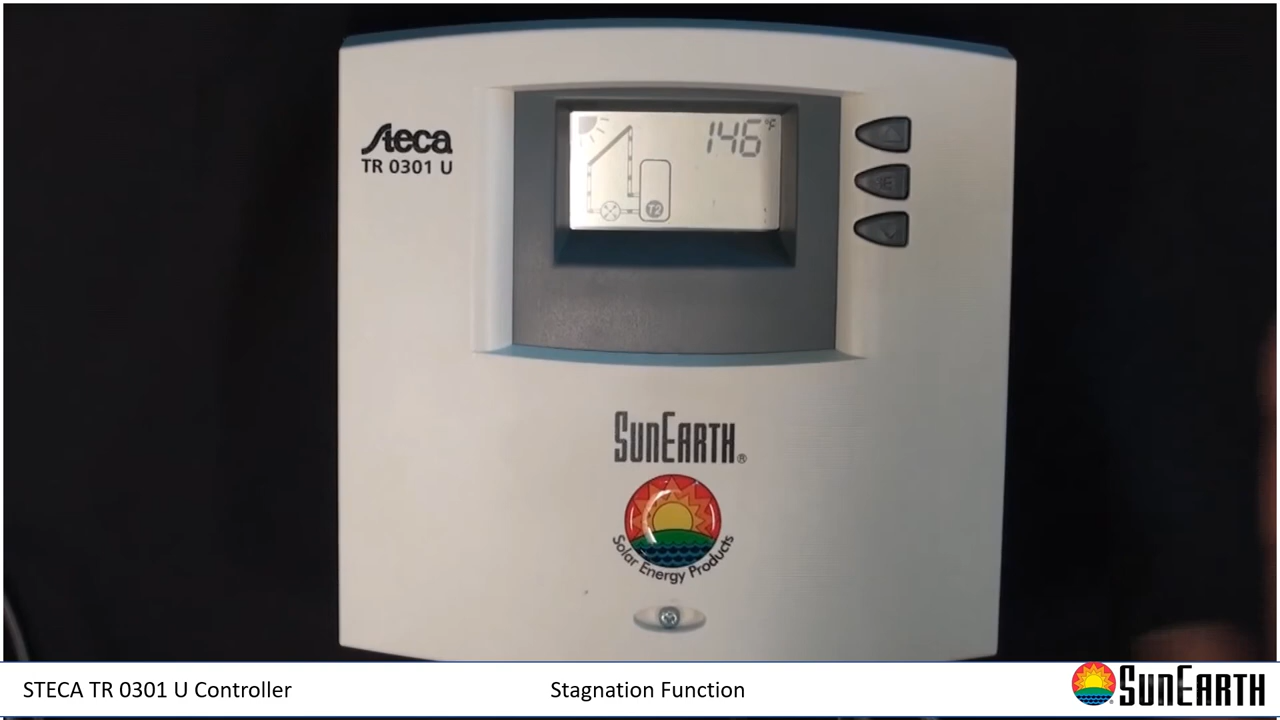 Steca
TR 0301 U
146 °F
T2
SUNEARTH®
Solar Energy Products
STECA TR 0301 U Controller
Stagnation Function
SUNEARTH